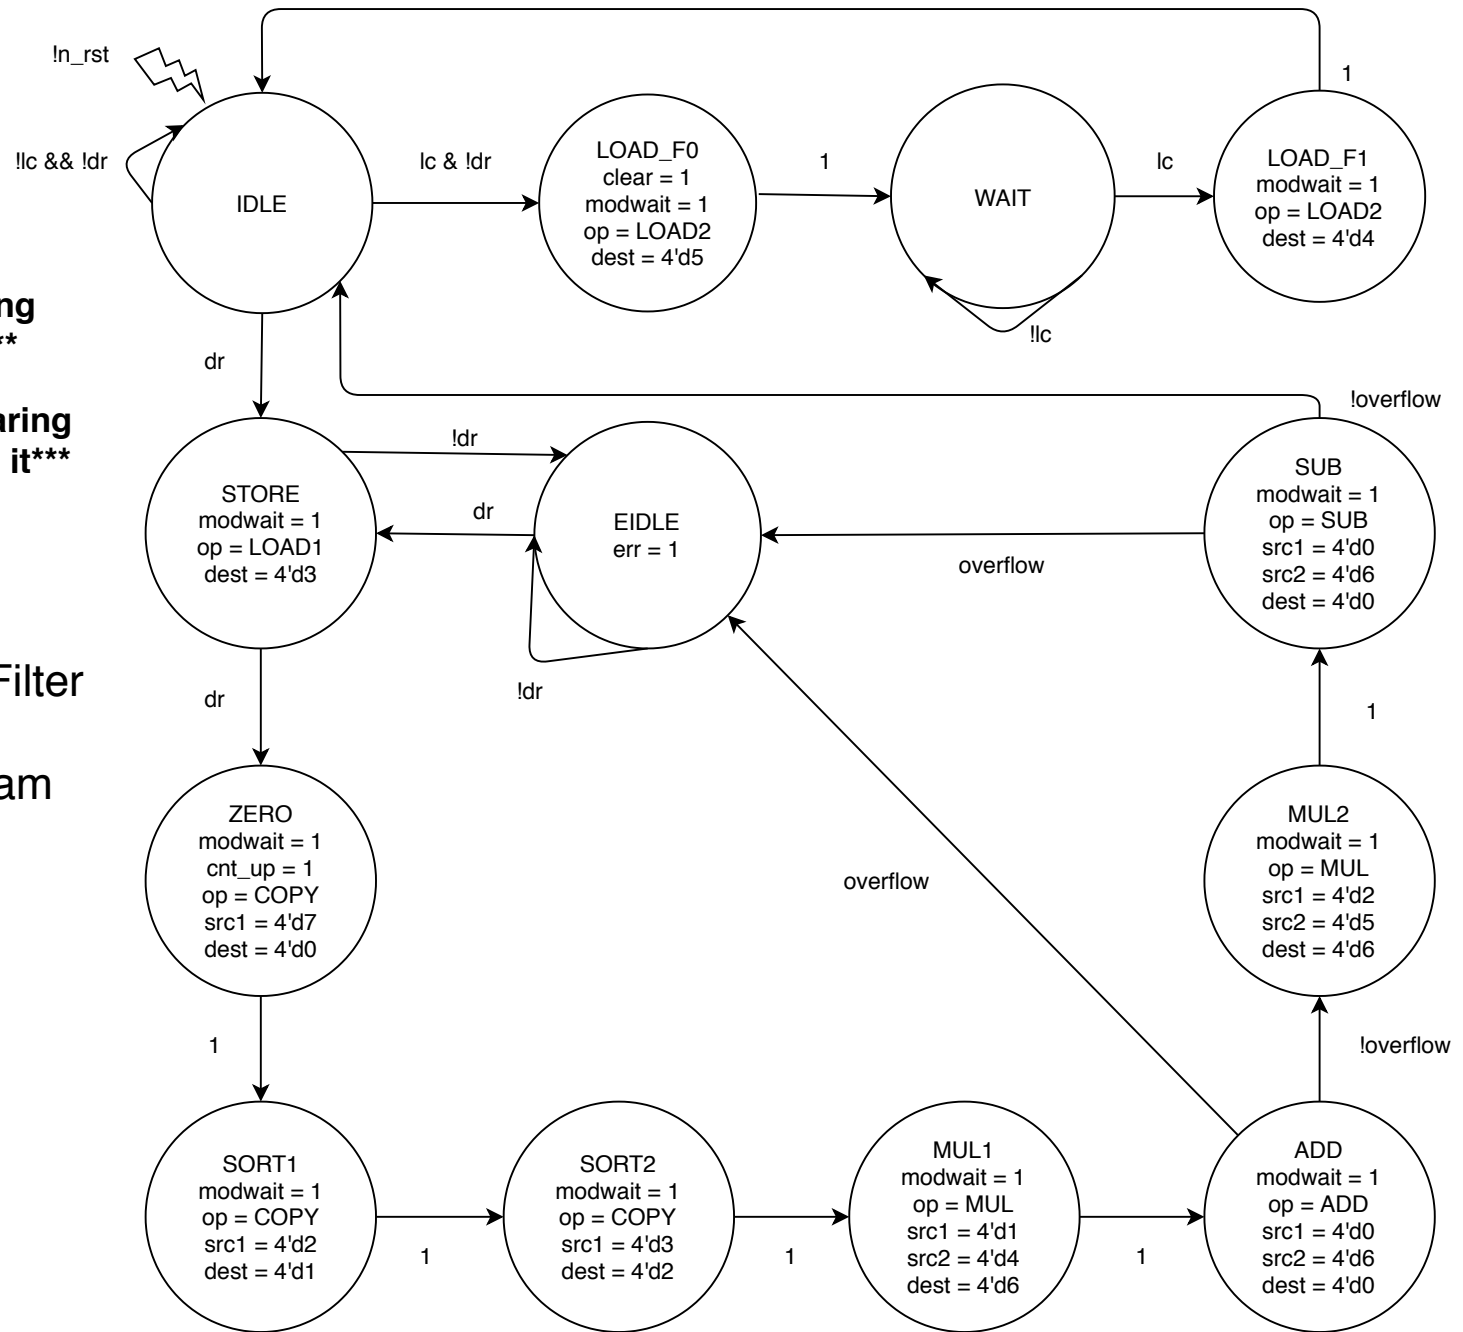 !n_rst
1
!lc && !dr
IDLE
lc & !dr
LOAD_F0
clear = 1
modwait = 1
op = LOAD2
dest = 4'd5
1
WAIT
lc
LOAD_F1
modwait = 1
op = LOAD2
dest = 4'd4
!lc
dr
!overflow
**
it***
STORE
modwait = 1
op = LOAD1
dest = 4'd3
!dr
dr
EIDLE
err = 1
!dr
overflow
SUB
modwait = 1
op = SUB
src1 = 4'd0
src2 = 4'd6
dest = 4'd0
Filter
dr
1
ZERO
modwait = 1
cnt_up = 1
op = COPY
src1 = 4'd7
dest = 4'd0
overflow
MUL2
modwait = 1
op = MUL
src1 = 4'd2
src2 = 4'd5
dest = 4'd6
1
!overflow
SORT1
modwait = 1
op = COPY
src1 = 4'd2
dest = 4'd1
1
SORT2
modwait = 1
op = COPY
src1 = 4'd3
dest = 4'd2
1
MUL1
modwait = 1
op = MUL
src1 = 4'd1
src2 = 4'd4
dest = 4'd6
1
ADD
modwait = 1
op = ADD
src1 = 4'd0
src2 = 4'd6
dest = 4'd0